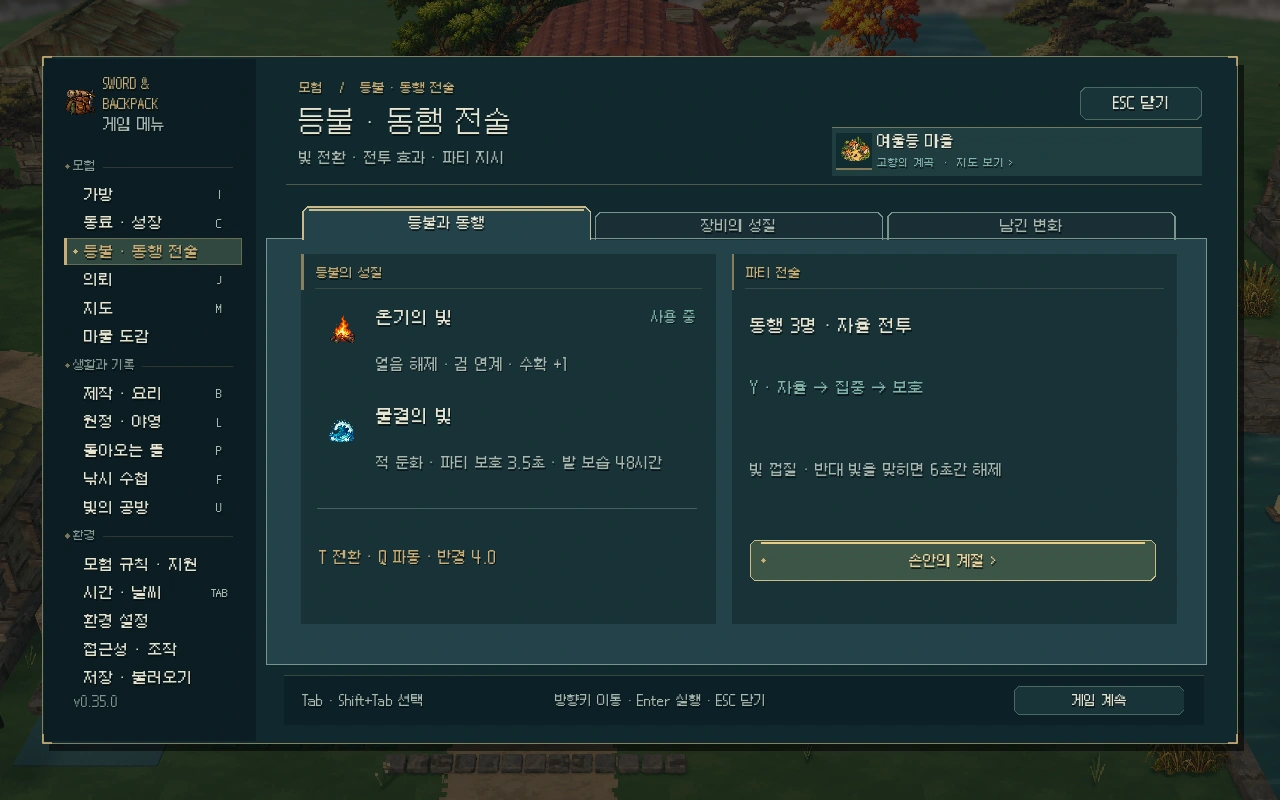 SWORD &
BACKPACK
게임 메뉴
모험
가방 I
동료 · 성장 C
등불 · 동행 전술
의뢰 J
지도 M
마물 도감
생활과 기록
제작 · 요리 B
원정 · 야영 L
돌아오는 뜰 P
낚시 수첩 F
빛의 공방 U
환경
모험 규칙 · 지원
시간 · 날씨 TAB
환경 설정
접근성 · 조작
저장 · 불러오기
v0.35.0
모험 / 등불 · 동행 전술
등불 · 동행 전술
빛 전환 · 전투 효과 · 파티 지시
ESC 닫기
여울등 마을
고향의 계곡 · 지도 보기 ›
등불과 동행
장비의 성질
남긴 변화
등불의 성질
온기의 빛 사용 중
얼음 해제 · 검 연계 · 수확 +1
물결의 빛
적 둔화 · 파티 보호 3.5초 · 밭 보습 48시간
T 전환 · Q 파동 · 반경 4.0
파티 전술
동행 3명 · 자율 전투
Y · 자율 → 집중 → 보호
빛 껍질 · 반대 빛을 맞히면 6초간 해제
손안의 계절 ›
Tab · Shift+Tab 선택
방향키 이동 · Enter 실행 · ESC 닫기
게임 계속